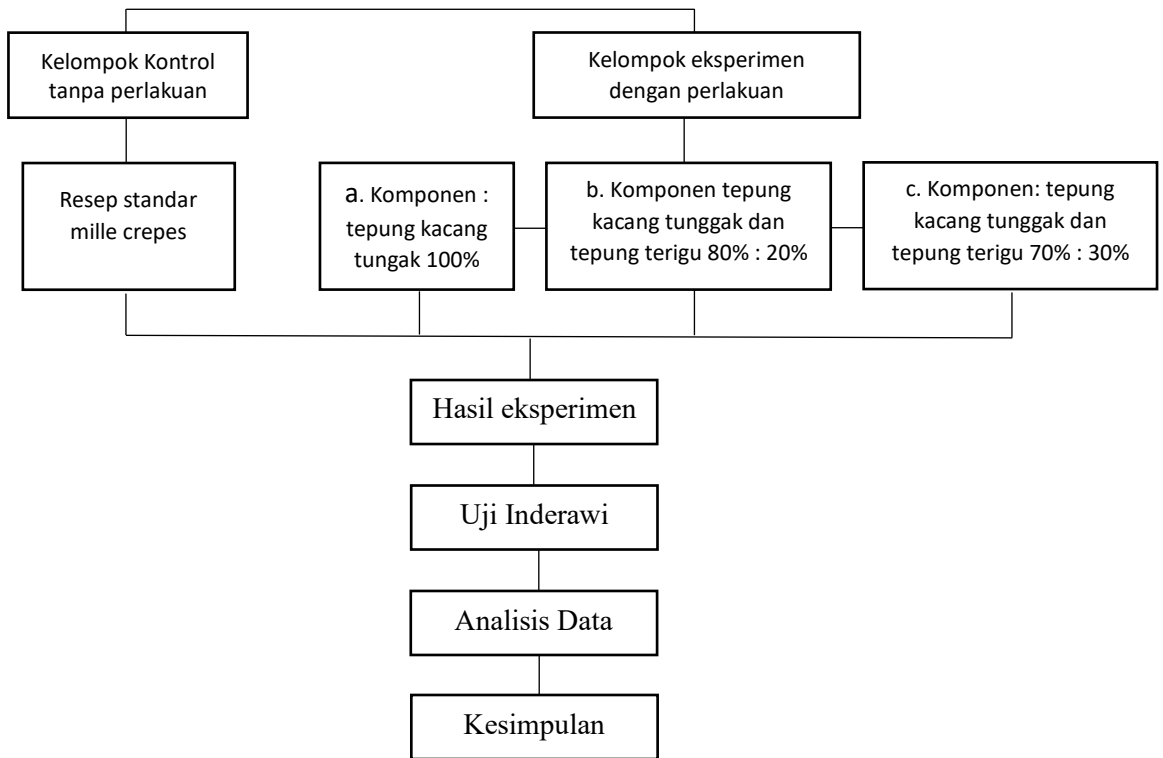 Kelompok Kontrol
tanpa perlakuan
Kelompok eksperimen
dengan perlakuan
Resep standar
mille crepes
a. Komponen :
tepung kacang
tungak 100%
b. Komponen tepung
kacang tunggak dan
tepung terigu 80% : 20%
c. Komponen: tepung
kacang tunggak dan
tepung terigu 70% : 30%
Hasil eksperimen
Uji Inderawi
Analisis Data
Kesimpulan